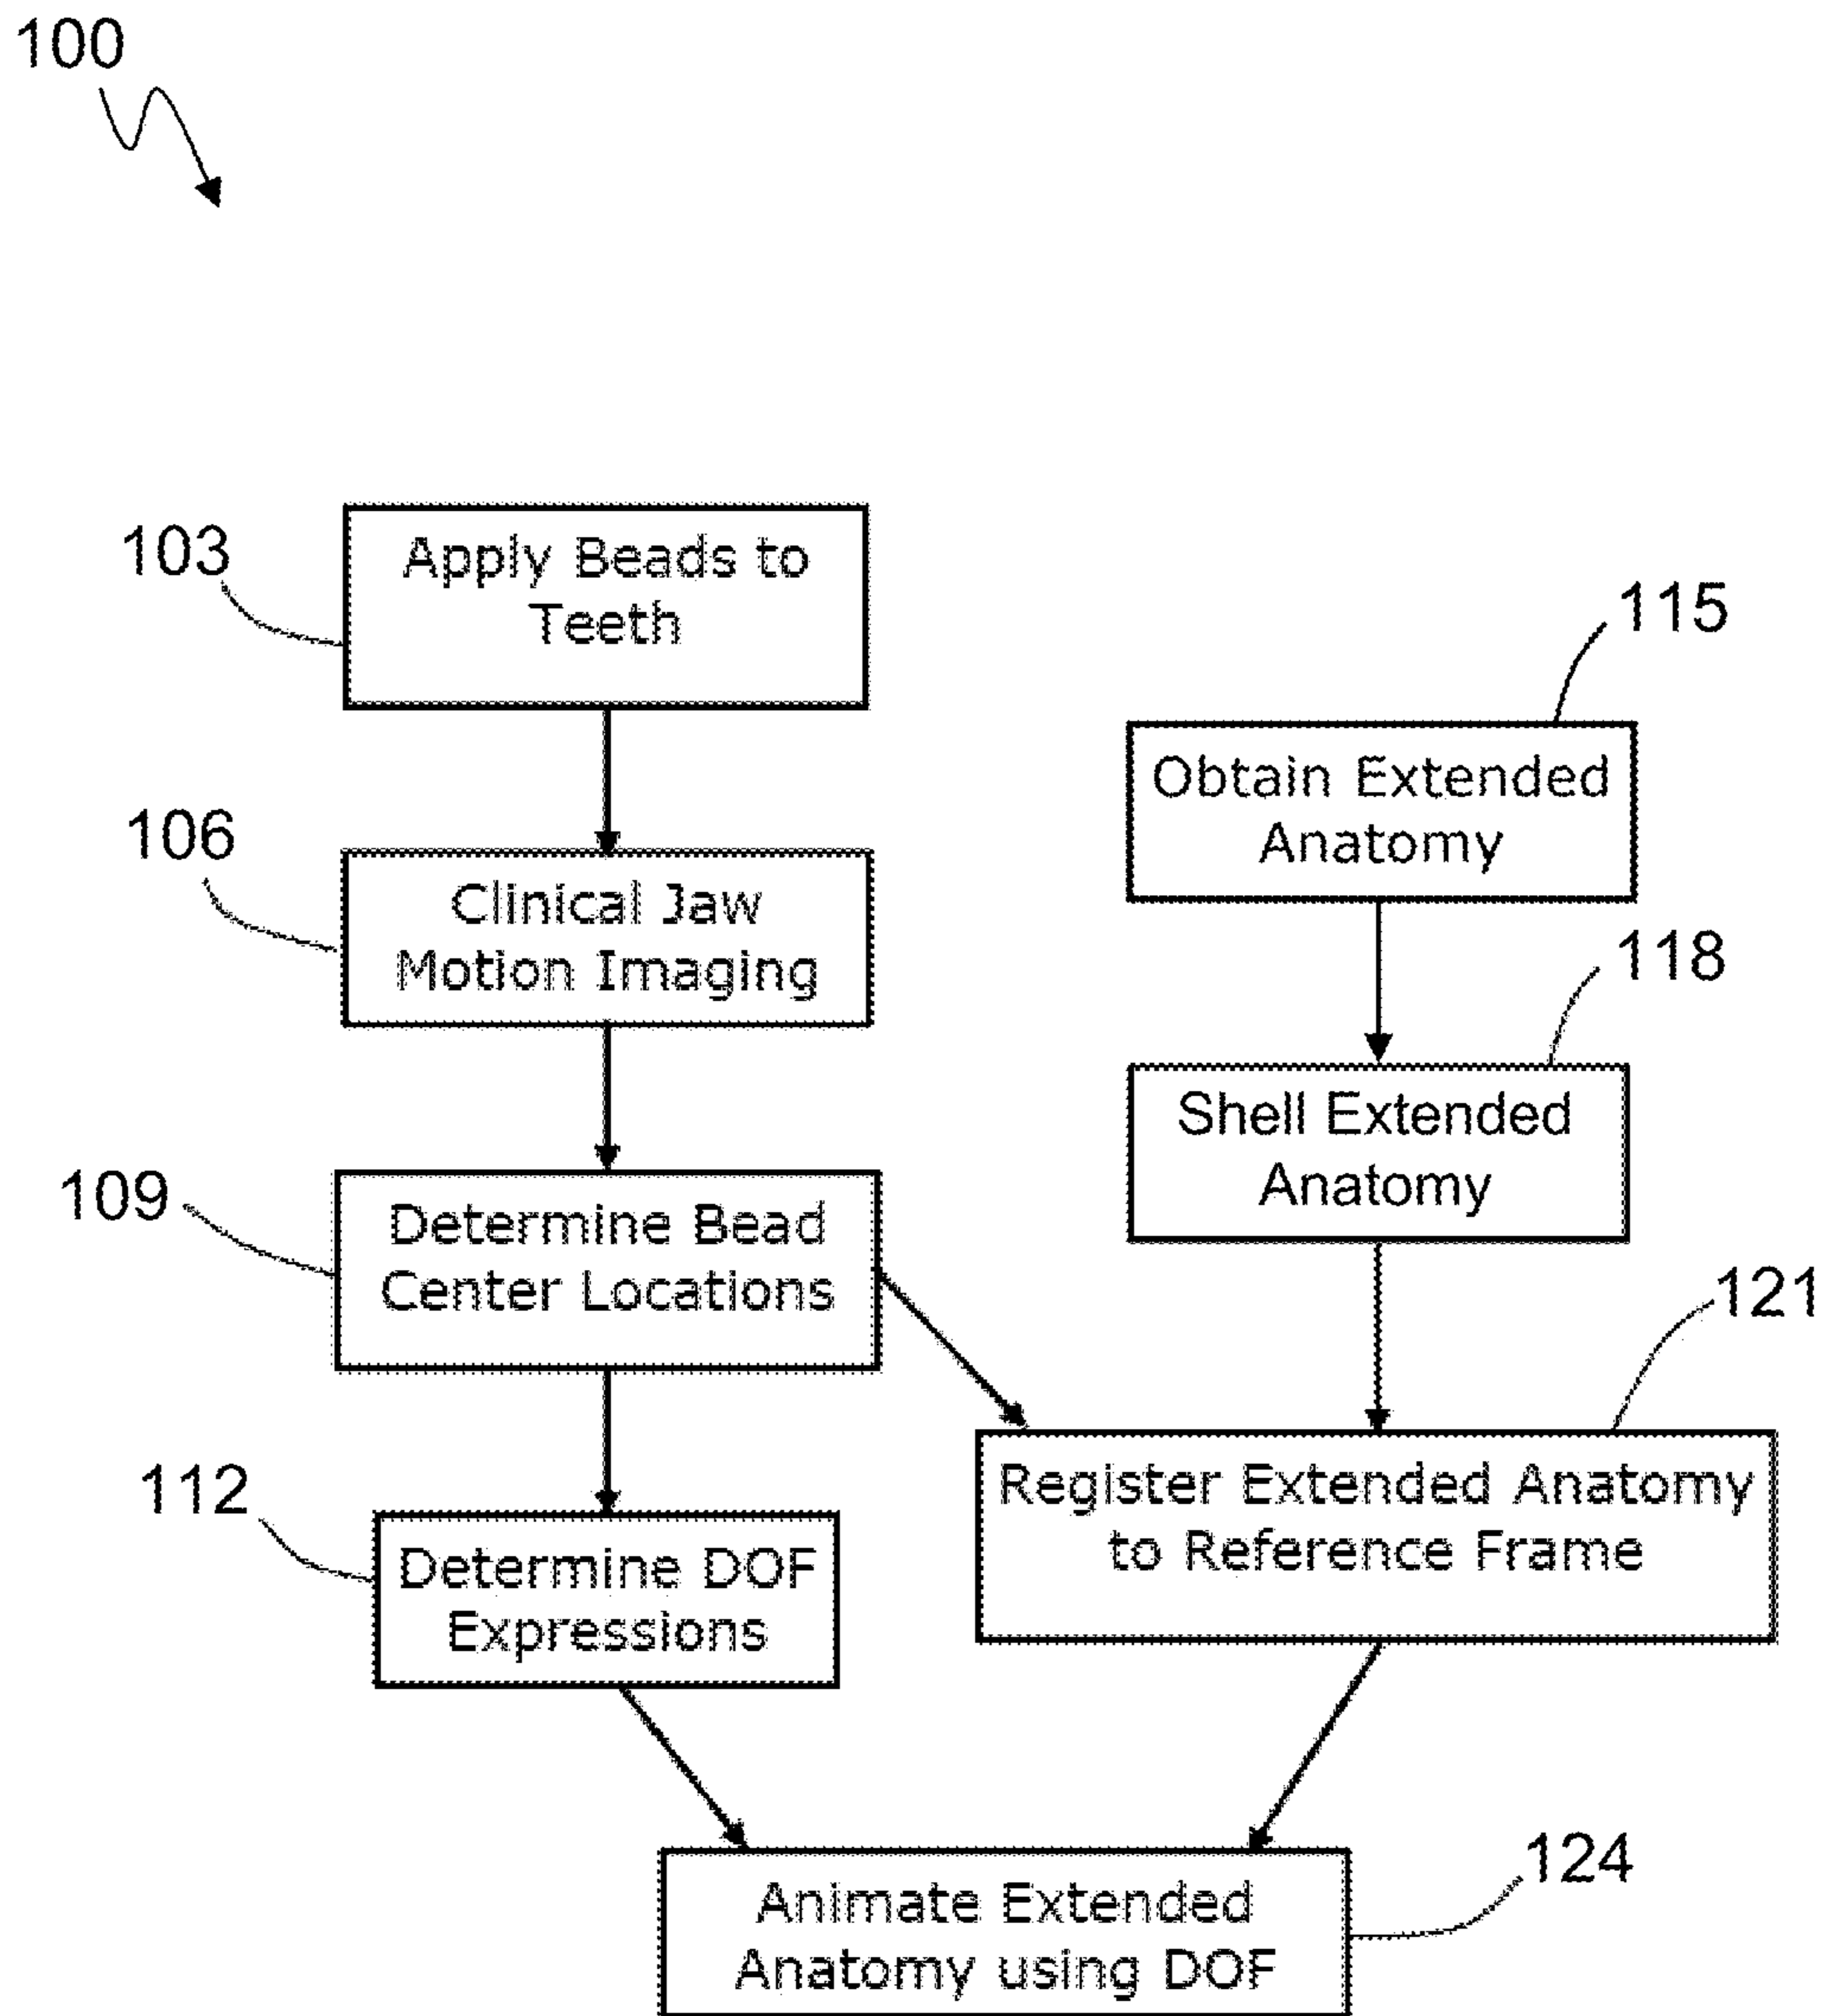 100
103
Apply Beads to
Teeth
115
Obtain Extended
Anatomy
106
Clinical Jaw
Motion Imaging
118
Shell Extended
Anatomy
109
Determine Bead
Center Locations
121
Register Extended Anatomy
to Reference Frame
112
Determine DOF
Expressions
124
Animate Extended
Anatomy using DOF